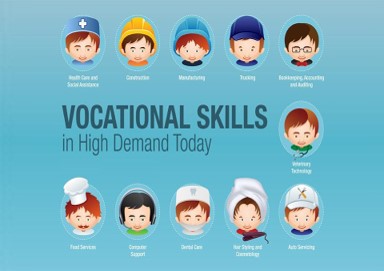 Health Care and
Social Assistance
Construction
Manufacturing
Trucking
Bookkeeping, Accounting
and Auditing
VOCATIONAL SKILLS
in High Demand Today
Veterinary
Technology
Food Services
Computer
Support
Dental Care
Hair Styling and
Cosmetology
Auto Servicing